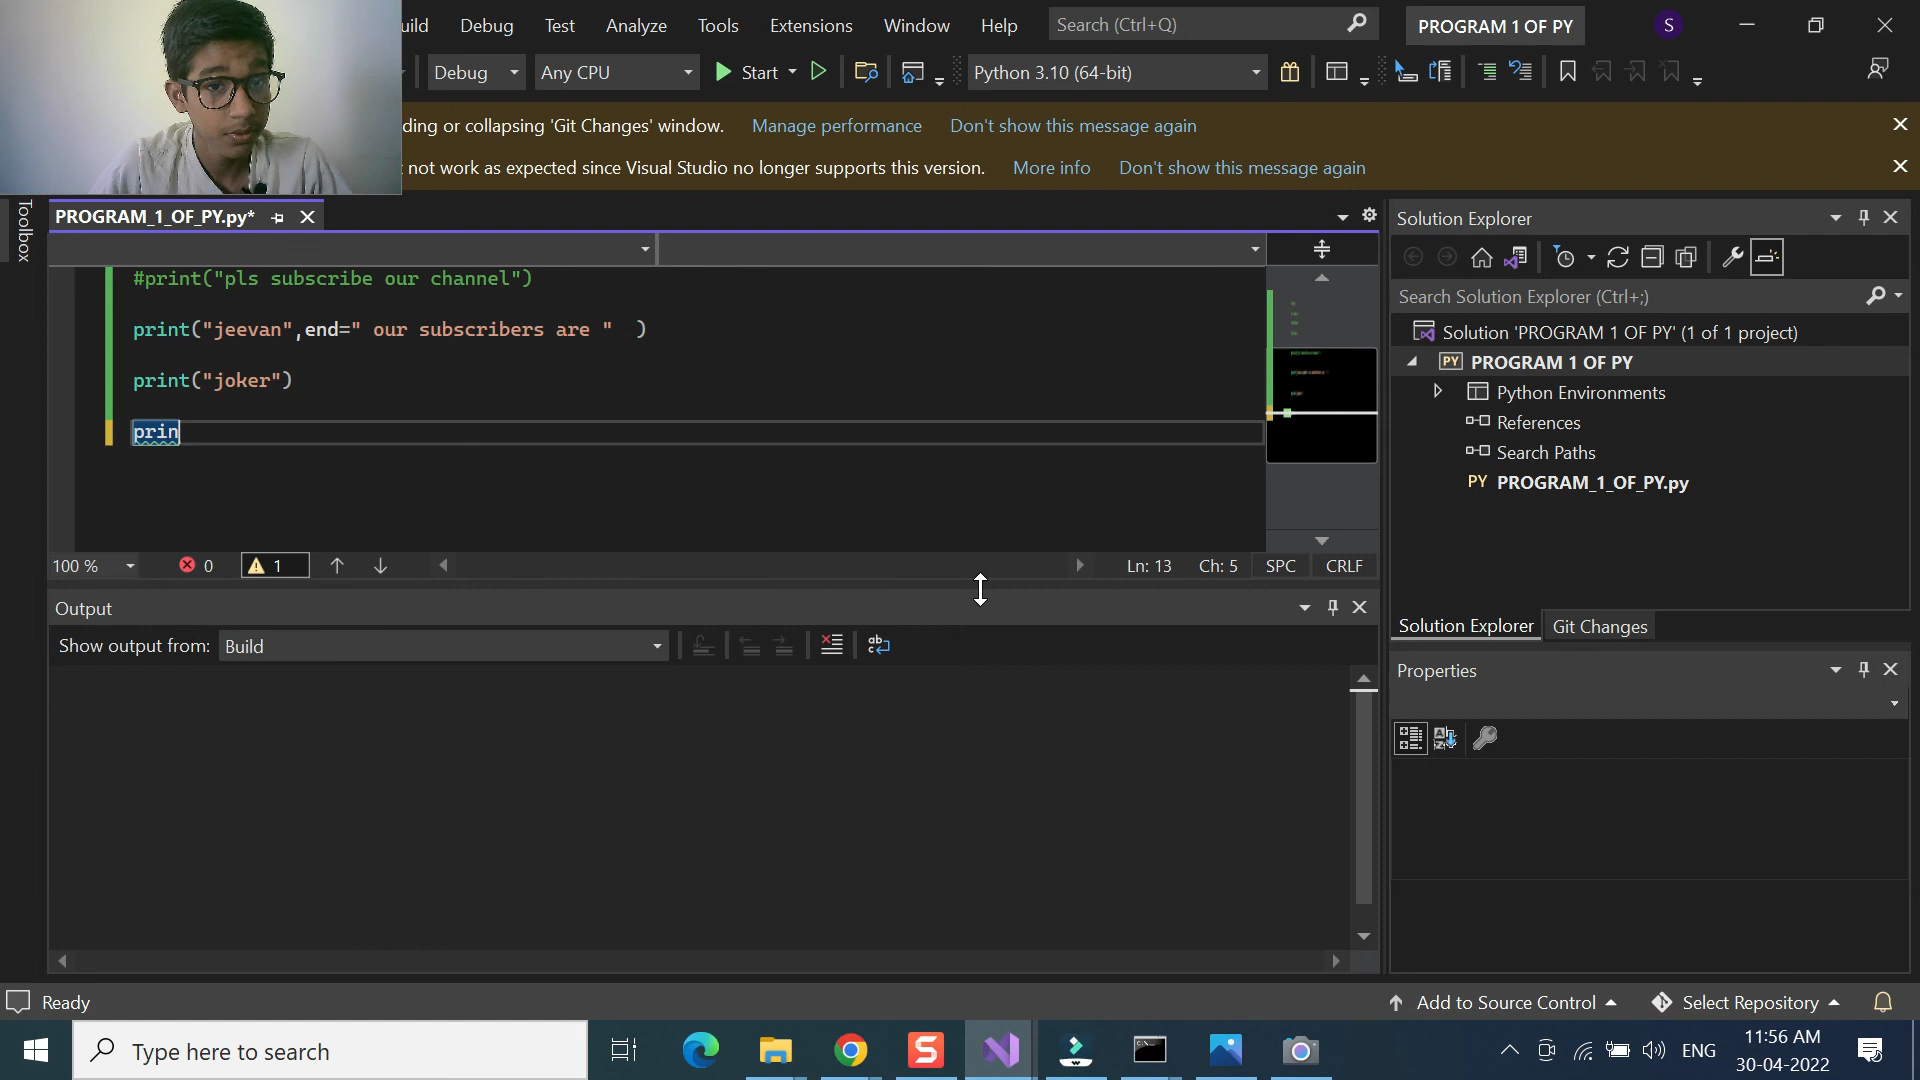 uild Debug Test Analyze Tools Extensions Window Help Search (Ctrl+Q) PROGRAM 1 OF PY S
Debug Any CPU Start Python 3.10 (64-bit)
ding or collapsing 'Git Changes' window. Manage performance Don't show this message again
not work as expected since Visual Studio no longer supports this version. More info Don't show this message again
Toolbox
PROGRAM_1_OF_PY.py*
#print("pls subscribe our channel")
print("jeevan",end=" our subscribers are " )
print("joker")
prin
100 % 0 1 Ln: 13 Ch: 5 SPC CRLF
Output
Show output from: Build
Solution Explorer
Search Solution Explorer (Ctrl+;)
Solution 'PROGRAM 1 OF PY' (1 of 1 project)
PY PROGRAM 1 OF PY
Python Environments
References
Search Paths
PY PROGRAM_1_OF_PY.py
Solution Explorer Git Changes
Properties
Ready Add to Source Control Select Repository
Type here to search S ENG 11:56 AM
30-04-2022